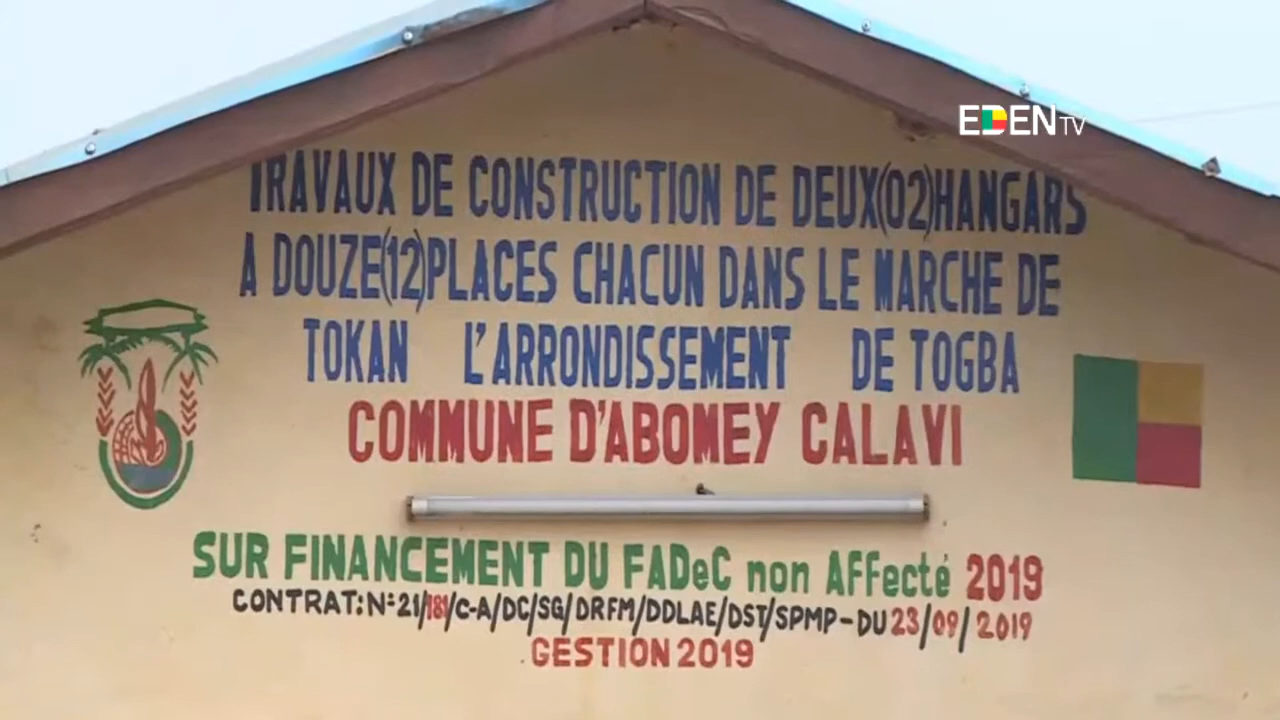 EDEN TV
TRAVAUX DE CONSTRUCTION DE DEUX(02)HANGARS
A DOUZE(12)PLACES CHACUN DANS LE MARCHE DE
TOKAN L'ARRONDISSEMENT DE TOGBA
COMMUNE D'ABOMEY CALAVI
SUR FINANCEMENT DU FADeC non AFFecté 2019
CONTRAT:N°21/181/C-A/DC/SG/DRFM/DDLAE/DST/SPMP-DU 23/09/2019
GESTION 2019